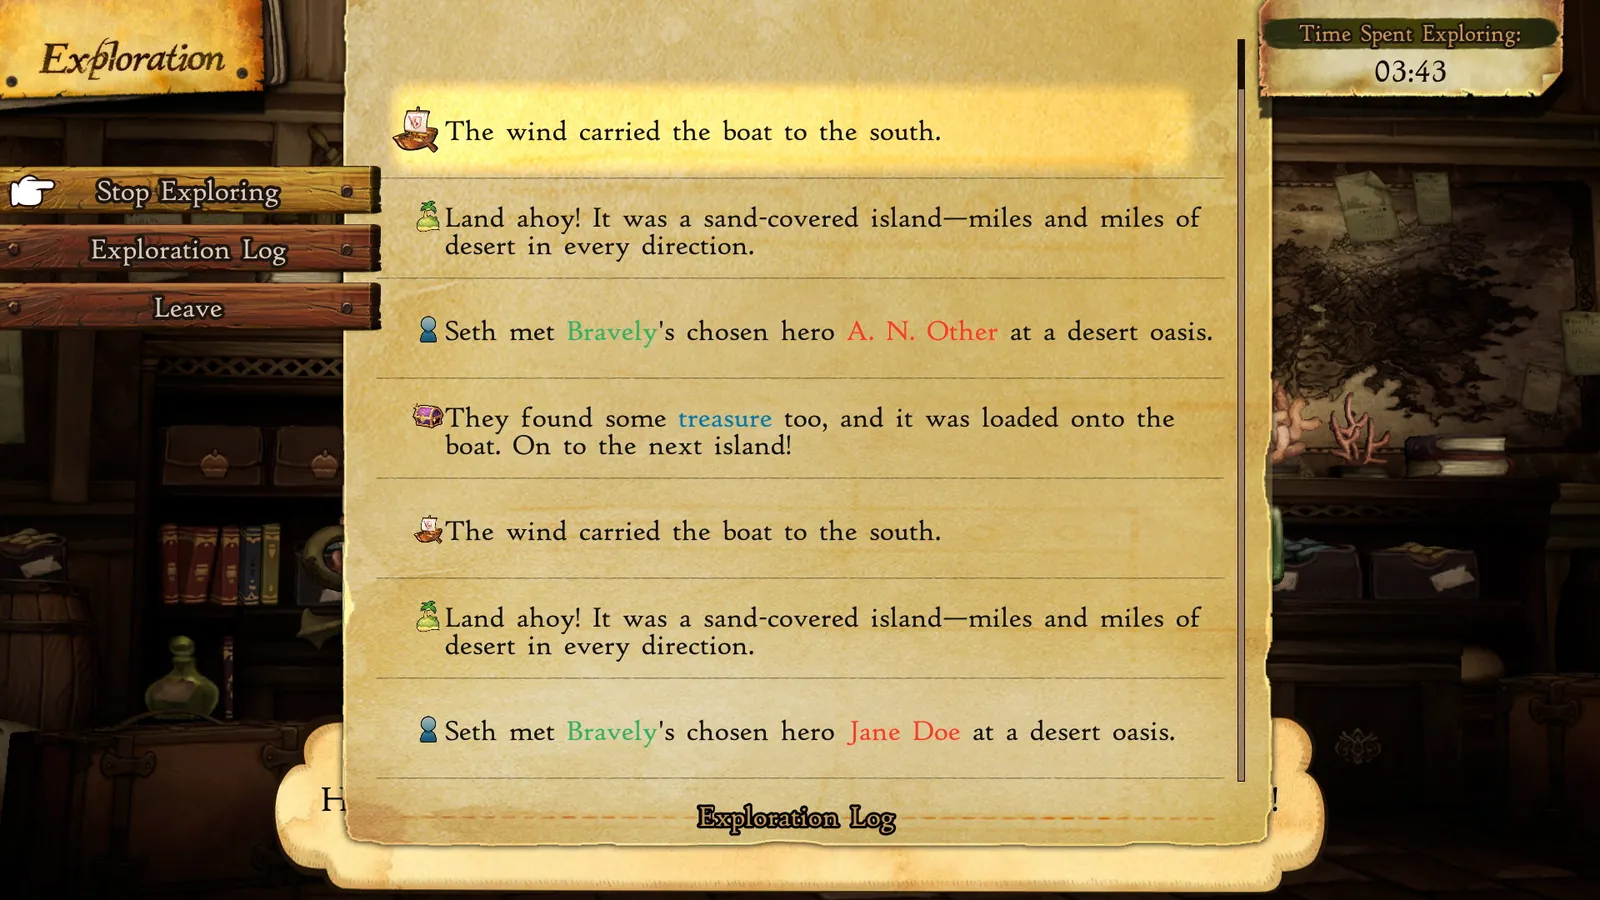 Exploration
Time Spent Exploring:
03:43
Stop Exploring
Exploration Log
Leave
The wind carried the boat to the south.
Land ahoy! It was a sand-covered island—miles and miles of
desert in every direction.
Seth met Bravely's chosen hero A. N. Other at a desert oasis.
They found some treasure too, and it was loaded onto the
boat. On to the next island!
The wind carried the boat to the south.
Land ahoy! It was a sand-covered island—miles and miles of
desert in every direction.
Seth met Bravely's chosen hero Jane Doe at a desert oasis.
H
!
Exploration Log